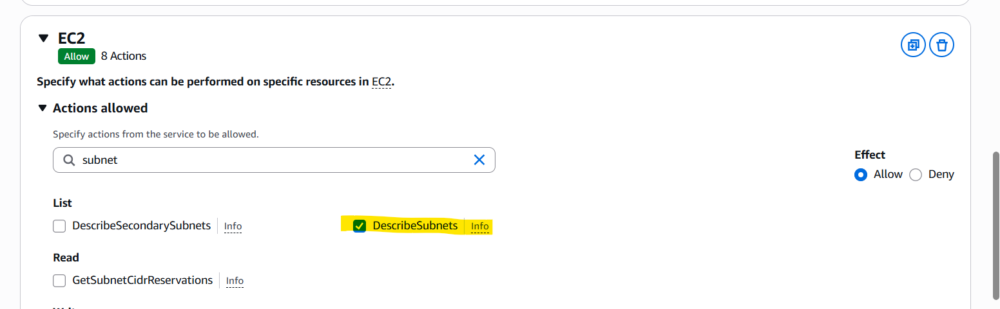 EC2
Allow 8 Actions
Specify what actions can be performed on specific resources in EC2.
Actions allowed
Specify actions from the service to be allowed.
subnet
Effect
Allow Deny
List
DescribeSecondarySubnets Info DescribeSubnets Info
Read
GetSubnetCidrReservations Info